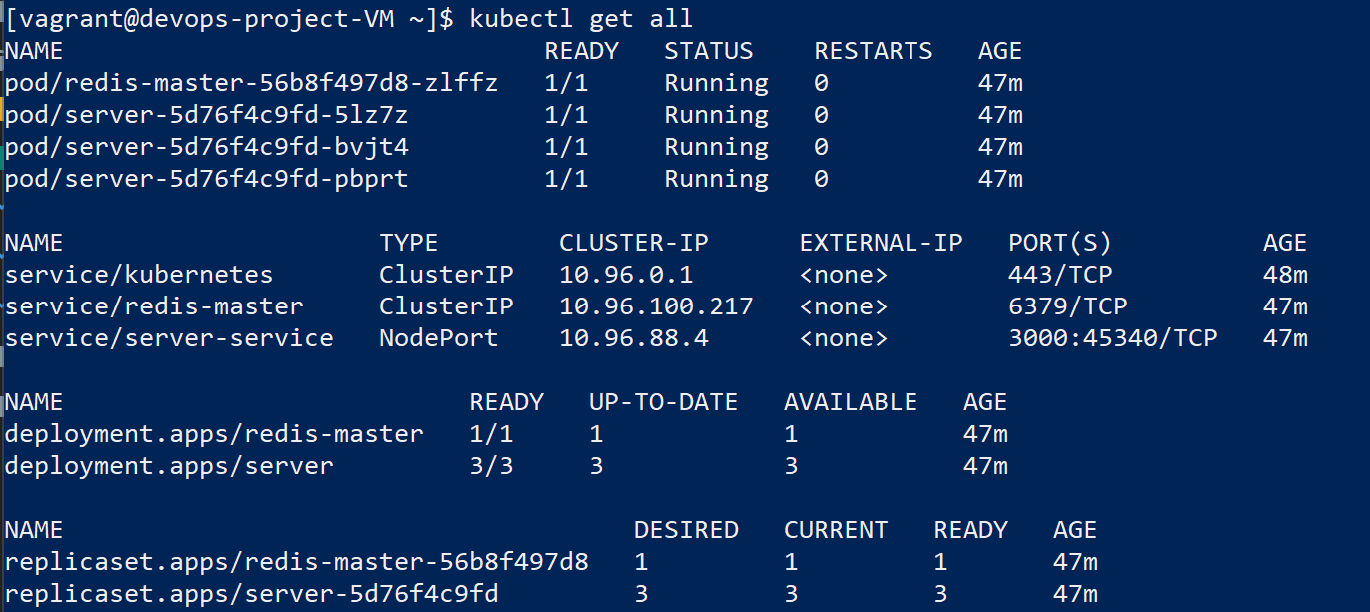 [vagrant@devops-project-VM ~]$ kubectl get all
NAME READY STATUS RESTARTS AGE
pod/redis-master-56b8f497d8-zlffz 1/1 Running 0 47m
pod/server-5d76f4c9fd-5lz7z 1/1 Running 0 47m
pod/server-5d76f4c9fd-bvjt4 1/1 Running 0 47m
pod/server-5d76f4c9fd-pbprt 1/1 Running 0 47m
NAME TYPE CLUSTER-IP EXTERNAL-IP PORT(S) AGE
service/kubernetes ClusterIP 10.96.0.1 <none> 443/TCP 48m
service/redis-master ClusterIP 10.96.100.217 <none> 6379/TCP 47m
service/server-service NodePort 10.96.88.4 <none> 3000:45340/TCP 47m
NAME READY UP-TO-DATE AVAILABLE AGE
deployment.apps/redis-master 1/1 1 1 47m
deployment.apps/server 3/3 3 3 47m
NAME DESIRED CURRENT READY AGE
replicaset.apps/redis-master-56b8f497d8 1 1 1 47m
replicaset.apps/server-5d76f4c9fd 3 3 3 47m